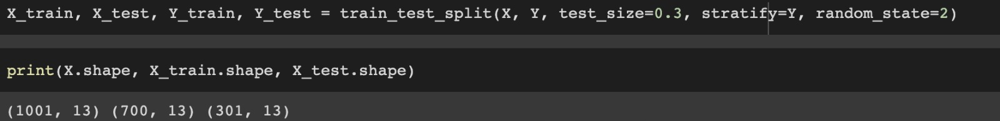 X_train, X_test, Y_train, Y_test = train_test_split(X, Y, test_size=0.3, stratify=Y, random_state=2)
print(X.shape, X_train.shape, X_test.shape)
(1001, 13) (700, 13) (301, 13)